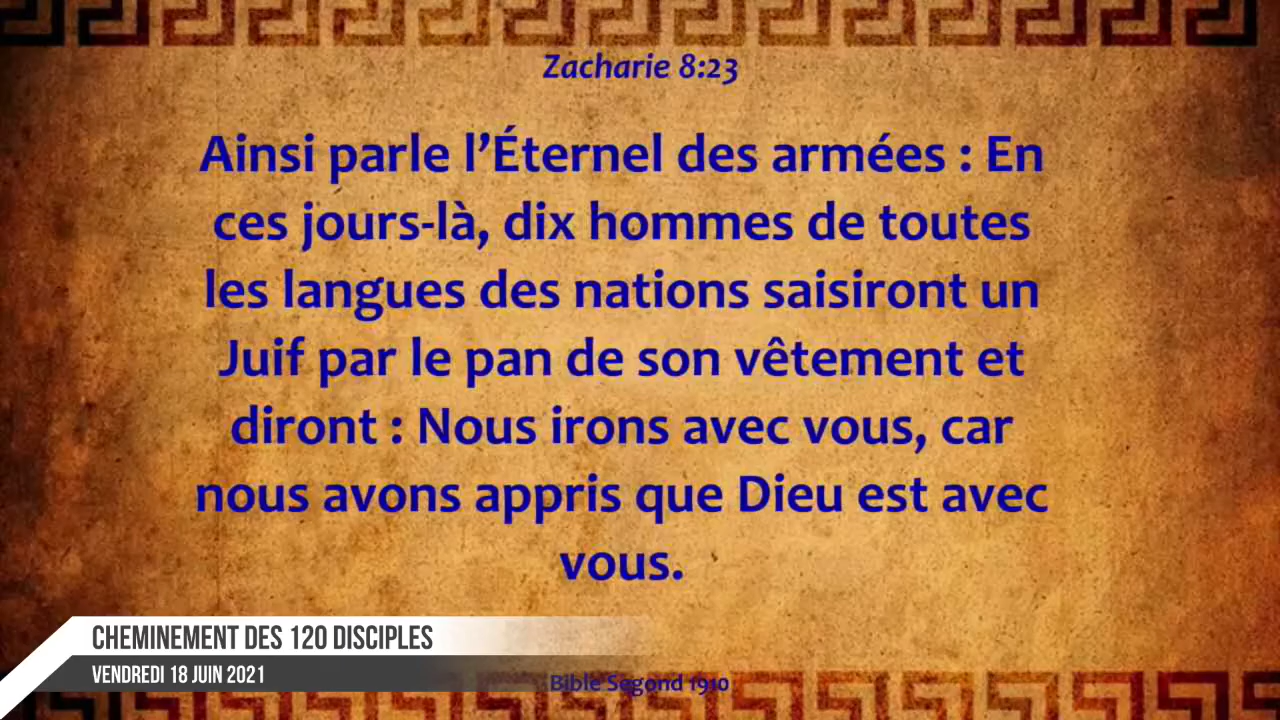 Zacharie 8:23
Ainsi parle l’Éternel des armées : En
ces jours-là, dix hommes de toutes
les langues des nations saisiront un
Juif par le pan de son vêtement et
diront : Nous irons avec vous, car
nous avons appris que Dieu est avec
vous.
CHEMINEMENT DES 120 DISCIPLES
VENDREDI 18 JUIN 2021
Bible Segond 1910